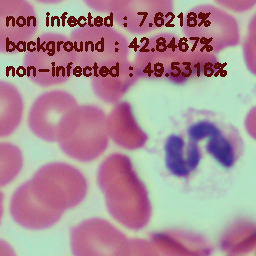 non infected : 7.6218%
background : 42.8467%
non-infected : 49.5316%